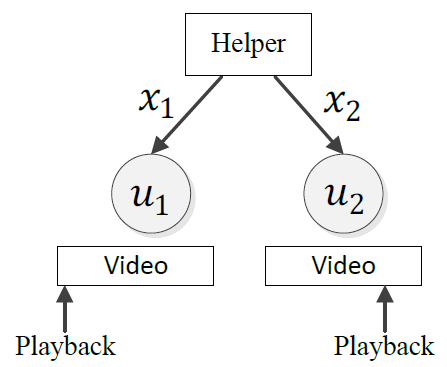 Helper
x₁ x₂
u₁ u₂
Video Video
Playback Playback